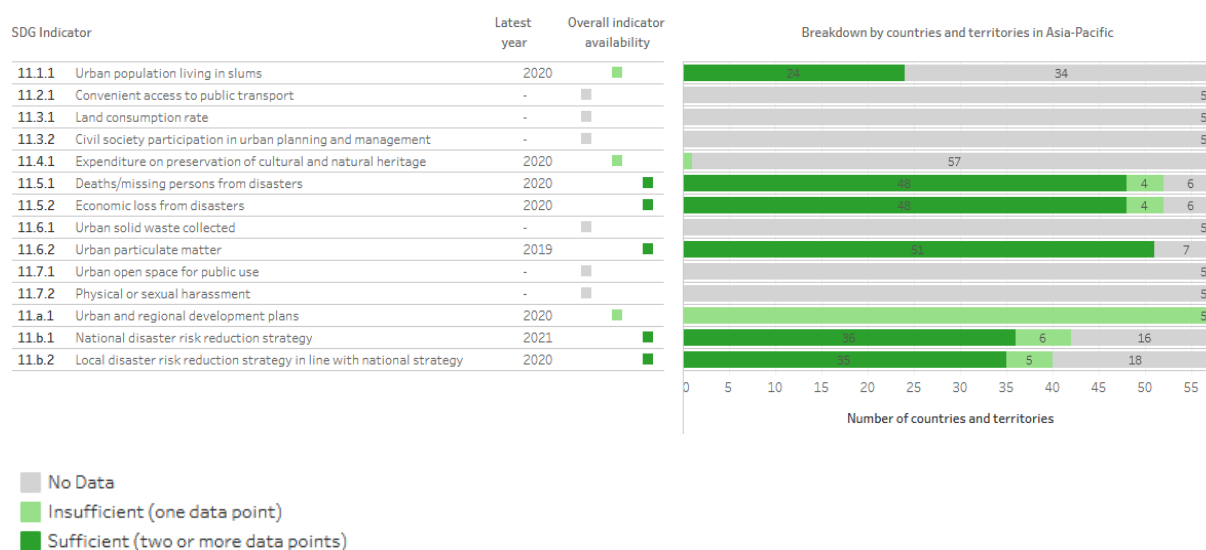 SDG Indicator Latest year Overall indicator availability Breakdown by countries and territories in Asia-Pacific
11.1.1 Urban population living in slums 2020 24 34
11.2.1 Convenient access to public transport - 5
11.3.1 Land consumption rate - 5
11.3.2 Civil society participation in urban planning and management - 5
11.4.1 Expenditure on preservation of cultural and natural heritage 2020 57
11.5.1 Deaths/missing persons from disasters 2020 48 4 6
11.5.2 Economic loss from disasters 2020 48 4 6
11.6.1 Urban solid waste collected - 5
11.6.2 Urban particulate matter 2019 51 7
11.7.1 Urban open space for public use - 5
11.7.2 Physical or sexual harassment - 5
11.a.1 Urban and regional development plans 2020 5
11.b.1 National disaster risk reduction strategy 2021 36 6 16
11.b.2 Local disaster risk reduction strategy in line with national strategy 2020 35 5 18
0 5 10 15 20 25 30 35 40 45 50 55
Number of countries and territories
No Data
Insufficient (one data point)
Sufficient (two or more data points)